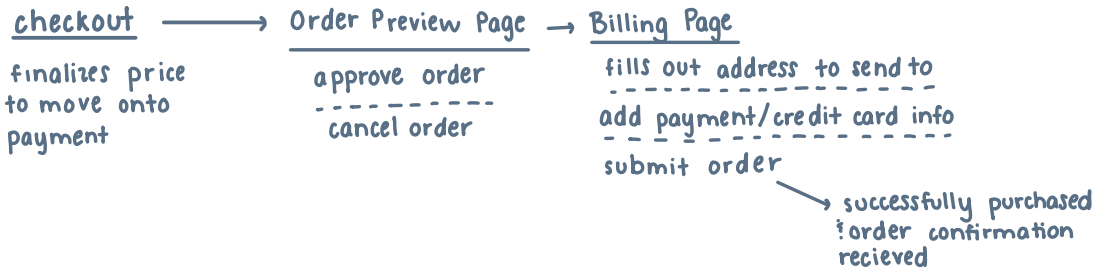 checkout
finalizes price
to move onto
payment
Order Preview Page
approve order
cancel order
Billing Page
fills out address to send to
add payment/credit card info
submit order
successfully purchased
& order confirmation
recieved